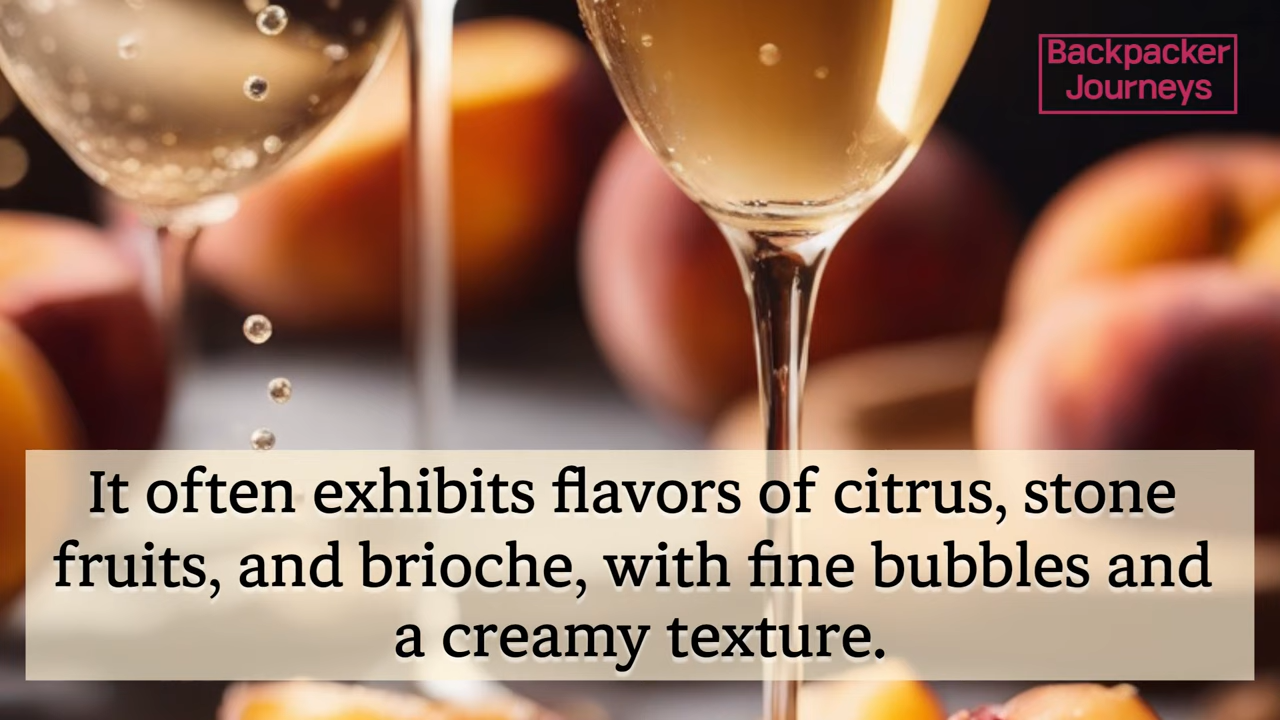 Backpacker
Journeys
It often exhibits flavors of citrus, stone
fruits, and brioche, with fine bubbles and
a creamy texture.